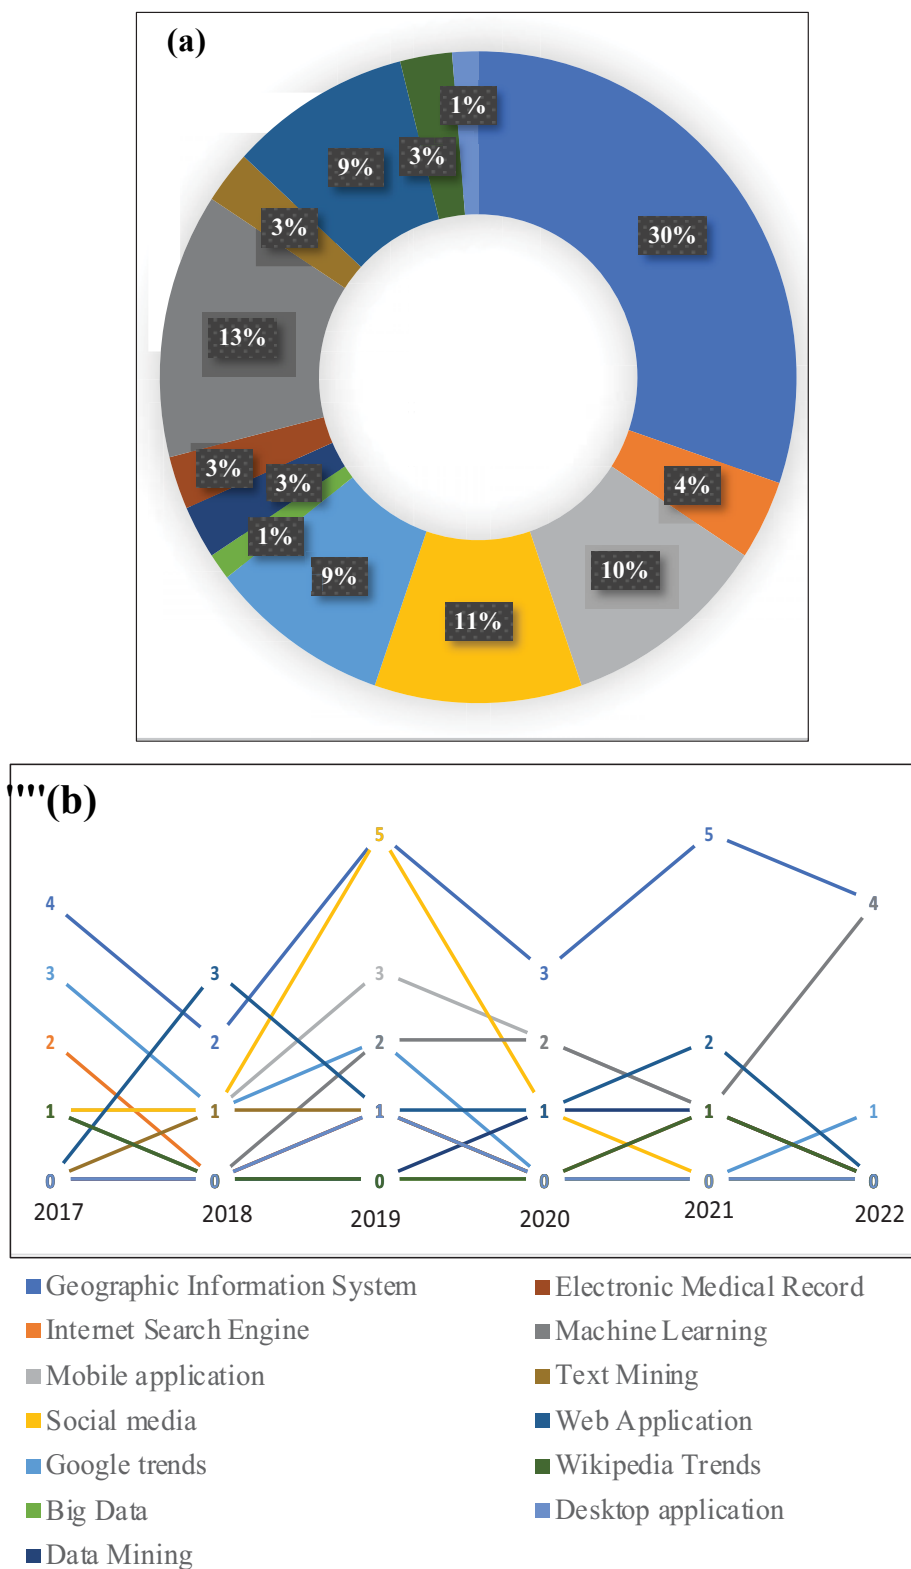 (a)
1%
9%
3%
30%
3%
13%
3%
3%
4%
1%
9%
10%
11%
''''(b)
5
5
4
4
3
3
3
3
2
2
2
2
2
1
1
1
1
1
1
0
0
0
0
0
0
2017
2018
2019
2020
2021
2022
Geographic Information System
Electronic Medical Record
Internet Search Engine
Machine Learning
Mobile application
Text Mining
Social media
Web Application
Google trends
Wikipedia Trends
Big Data
Desktop application
Data Mining